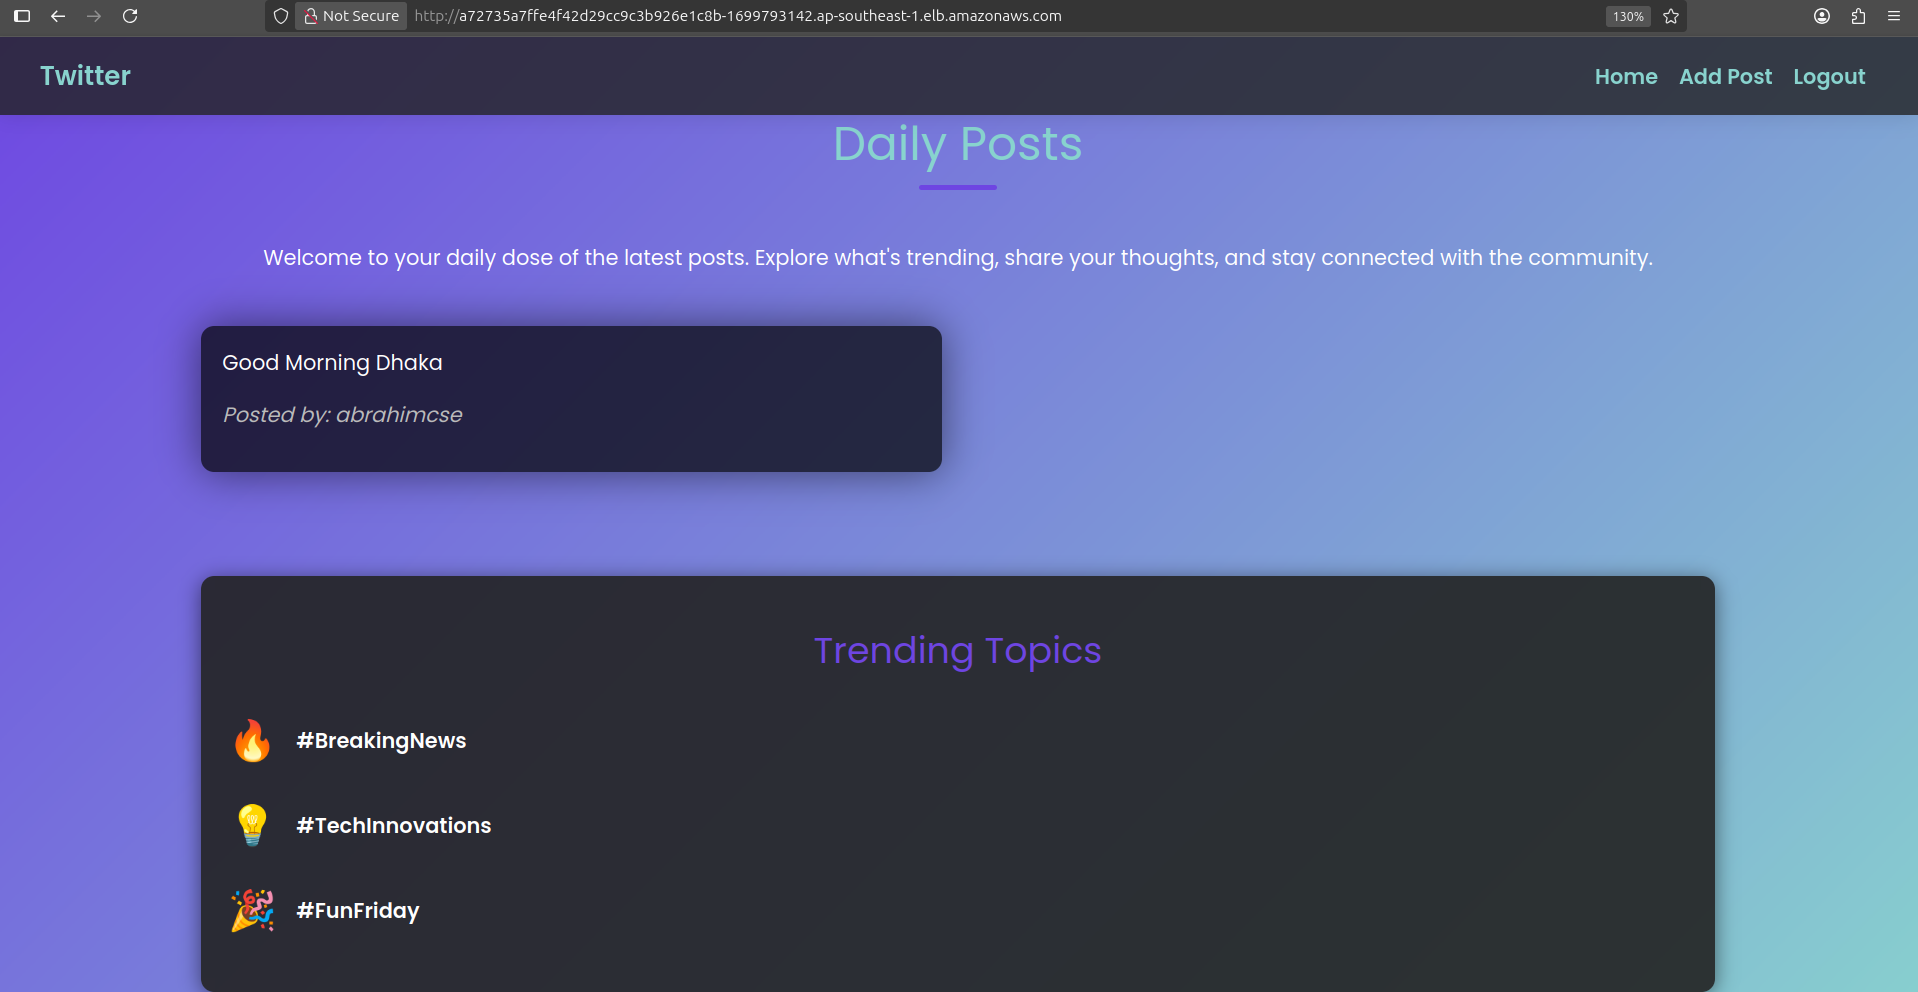 Not Secure http://a72735a7ffe4f42d29cc9c3b926e1c8b-1699793142.ap-southeast-1.elb.amazonaws.com 130%
Twitter Home Add Post Logout
Daily Posts
Welcome to your daily dose of the latest posts. Explore what's trending, share your thoughts, and stay connected with the community.
Good Morning Dhaka
Posted by: abrahimcse
Trending Topics
#BreakingNews
#TechInnovations
#FunFriday